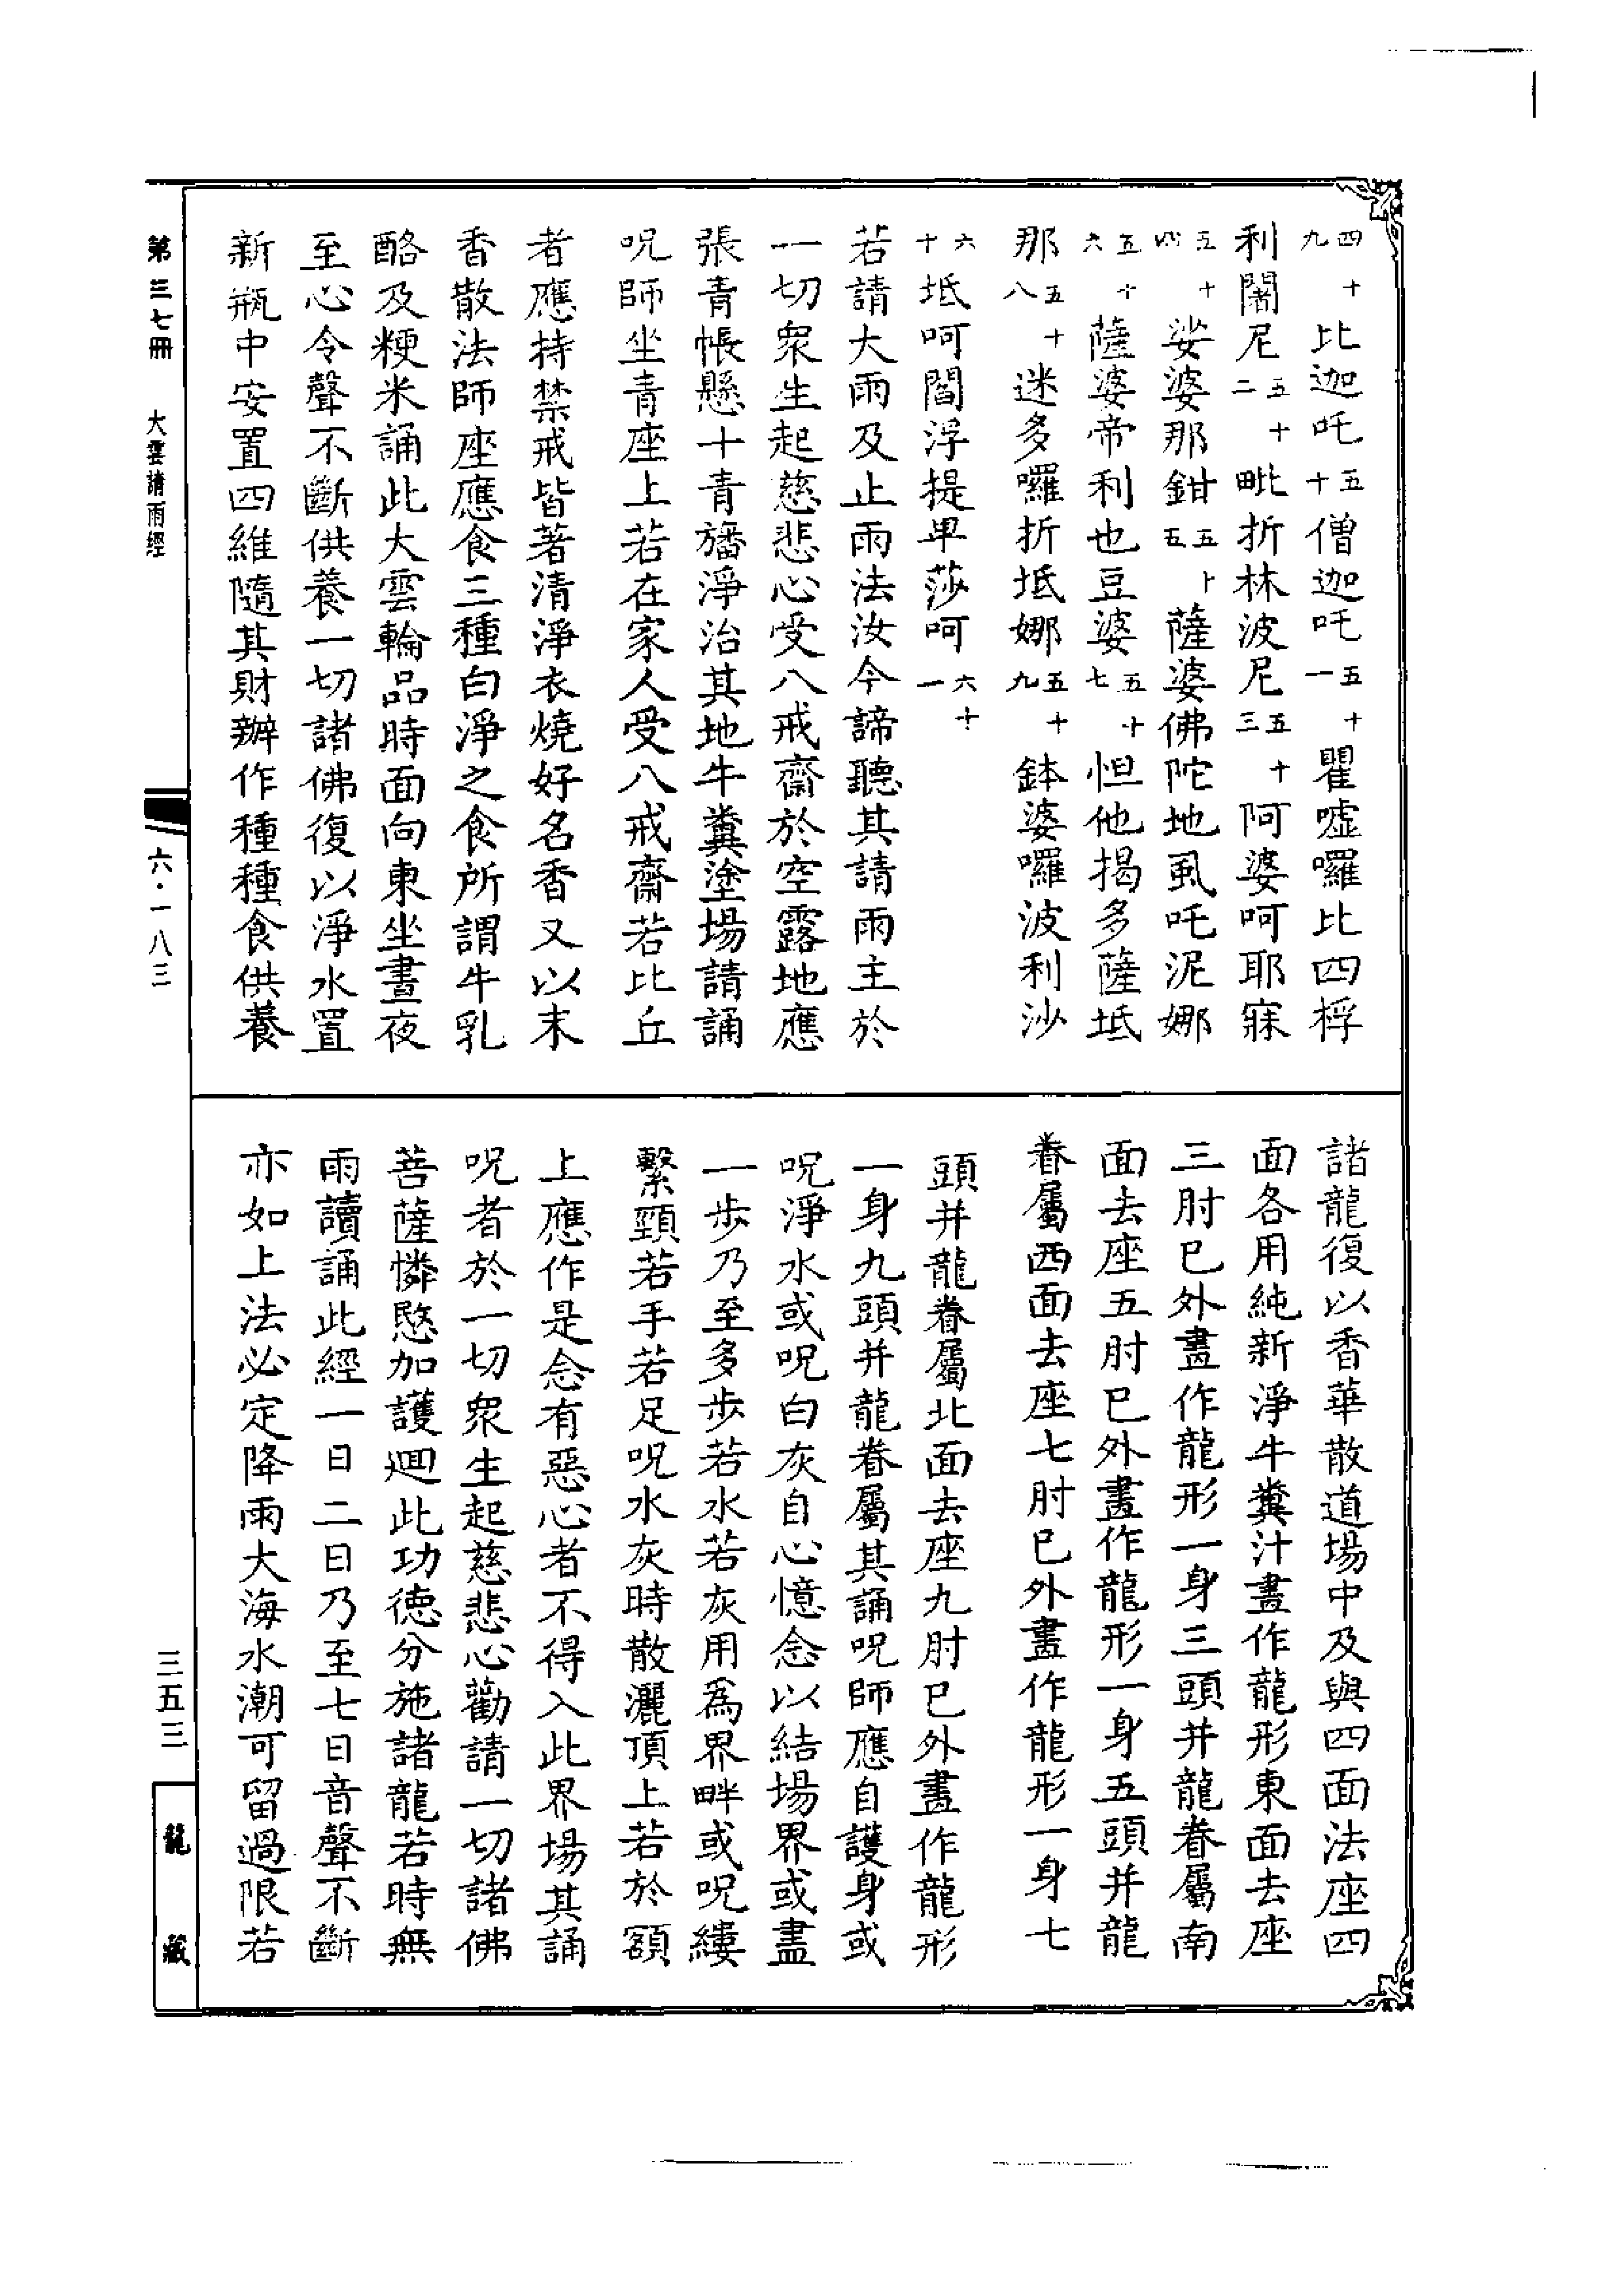 四十九比迦吒五十僧迦吒五十一瞿噓囉比四桴
利闍尼五十二毗折林波尼五十三阿婆呵耶寐
五十四娑婆那鉗五十五薩婆佛陀地虱吒泥娜
五十六薩婆帝利也豆婆五十七怛他揭多薩坻
那五十八迷多囉折坻娜五十九鉢婆囉波利沙
六十坻呵閻浮提卑莎呵六十一
若請大雨及止雨法汝今諦聽其請雨主於
一切衆生起慈悲心受八戒齋於空露地應
張青帳懸十青旛淨治其地牛糞塗場請誦
呪師坐青座上若在家人受八戒齋若比丘
者應持禁戒皆著清淨衣燒好名香又以末
香散法師座應食三種白淨之食所謂牛乳
酪及粳米誦此大雲輪品時面向東坐晝夜
至心令聲不斷供養一切諸佛復以淨水置
新瓶中安置四維隨其財辦作種種食供養
諸龍復以香華散道場中及與四面法座四
面各用純新淨牛糞汁畫作龍形東面去座
三肘已外畫作龍形一身三頭并龍眷屬南
面去座五肘已外畫作龍形一身五頭并龍
眷屬西面去座七肘已外畫作龍形一身七
頭并龍眷屬北面去座九肘已外畫作龍形
一身九頭并龍眷屬其誦呪師應自護身或
呪淨水或呪白灰自心憶念以結場界或畫
一步乃至多步若水若灰用爲界畔或呪縷
繫頸若手若足呪水灰時散灑頂上若於額
上應作是念有惡心者不得入此界場其誦
呪者於一切衆生起慈悲心勸請一切諸佛
菩薩憐愍加護迴此功德分施諸龍若時無
雨讀誦此經一日二日乃至七日音聲不斷
亦如上法必定降雨大海水潮可留過限若
第三七冊 大雲請雨經
六·一八三
三五三
龍藏